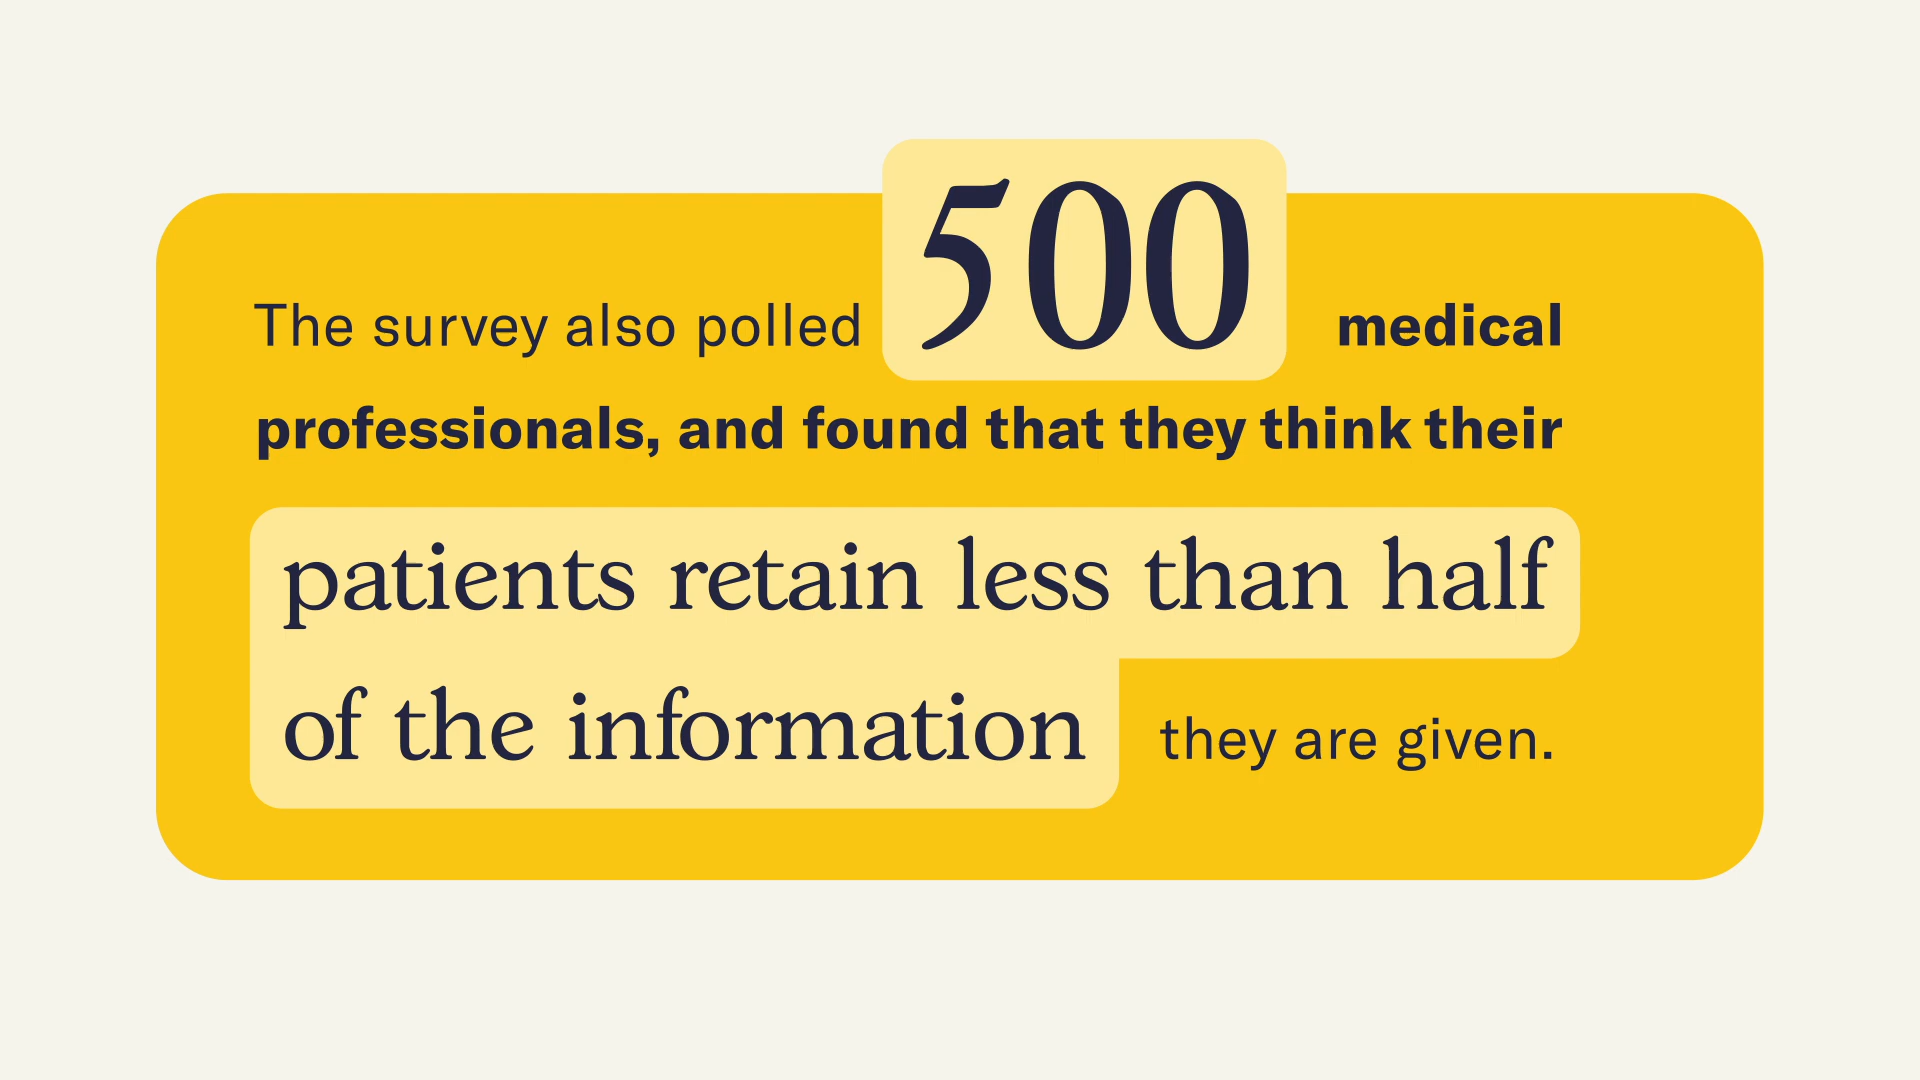 The survey also polled 500 medical
professionals, and found that they think their
patients retain less than half
of the information they are given.